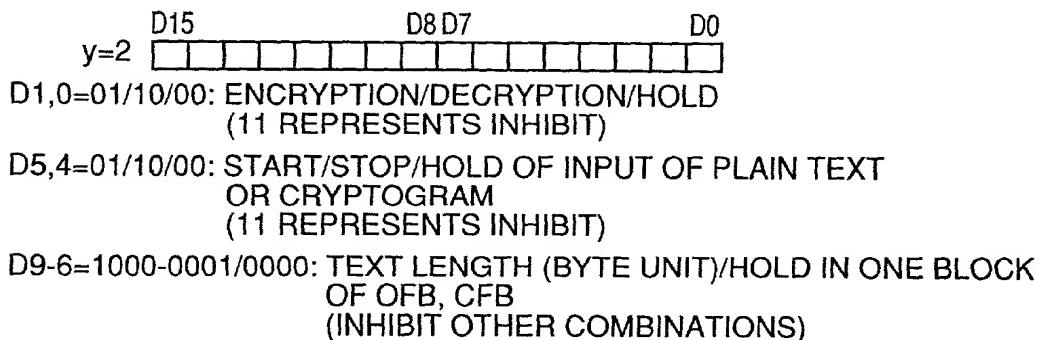 D15 D8 D7 D0
y=2
D1,0=01/10/00: ENCRYPTION/DECRYPTION/HOLD
(11 REPRESENTS INHIBIT)
D5,4=01/10/00: START/STOP/HOLD OF INPUT OF PLAIN TEXT
OR CRYPTOGRAM
(11 REPRESENTS INHIBIT)
D9-6=1000-0001/0000: TEXT LENGTH (BYTE UNIT)/HOLD IN ONE BLOCK
OF OFB, CFB
(INHIBIT OTHER COMBINATIONS)